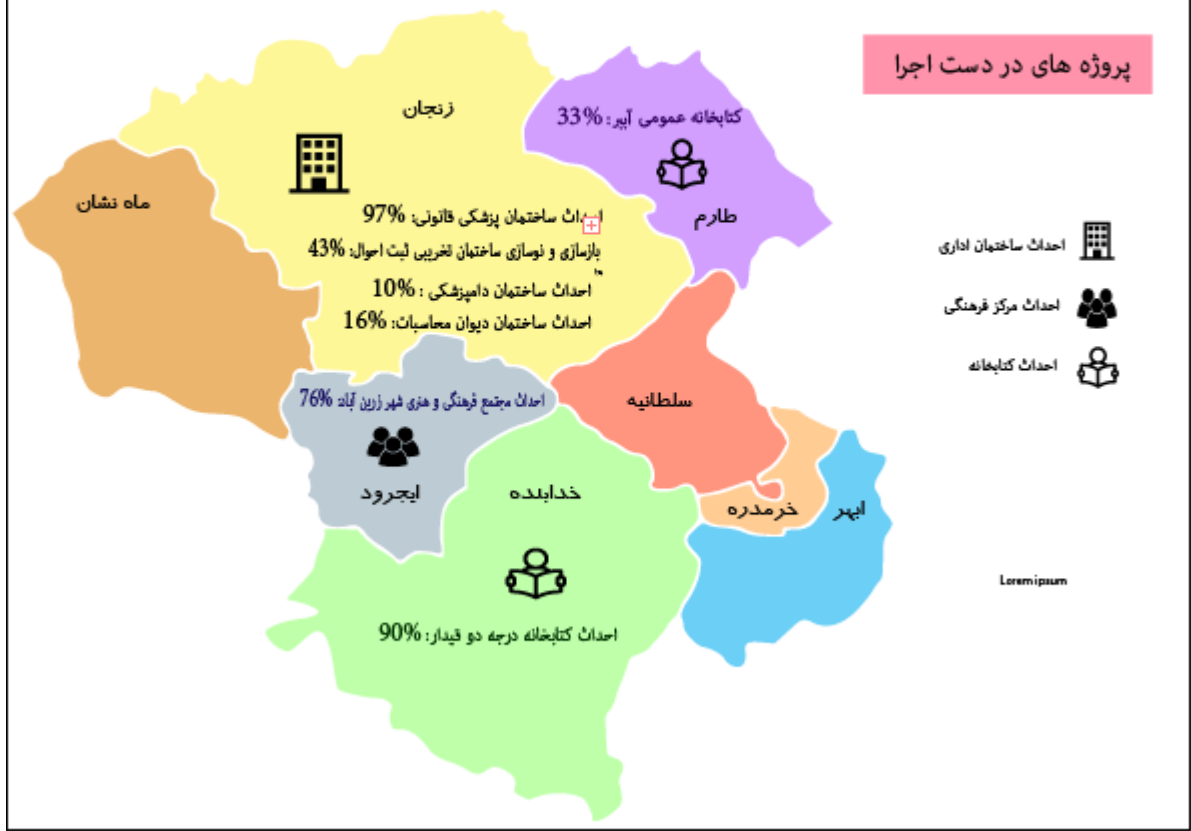 پروژه های در دست اجرا
زنجان
کتابخانه عمومی آببر: 33%
طارم
ماه نشان
احداث ساختمان پزشکی قانونی: 97%
بازسازی و نوسازی ساختمان تخریبی ثبت احوال: 43%
احداث ساختمان دامپزشکی : 10%
احداث ساختمان دیوان محاسبات: 16%
احداث ساختمان اداری
احداث مرکز فرهنگی
احداث کتابخانه
احداث مجتمع فرهنگی و هنری شهر زرین آباد: 76%
ایجرود
سلطانیه
خدابنده
خرمدره
ابهر
احداث کتابخانه درجه دو قیدار: 90%
Lorem ipsum